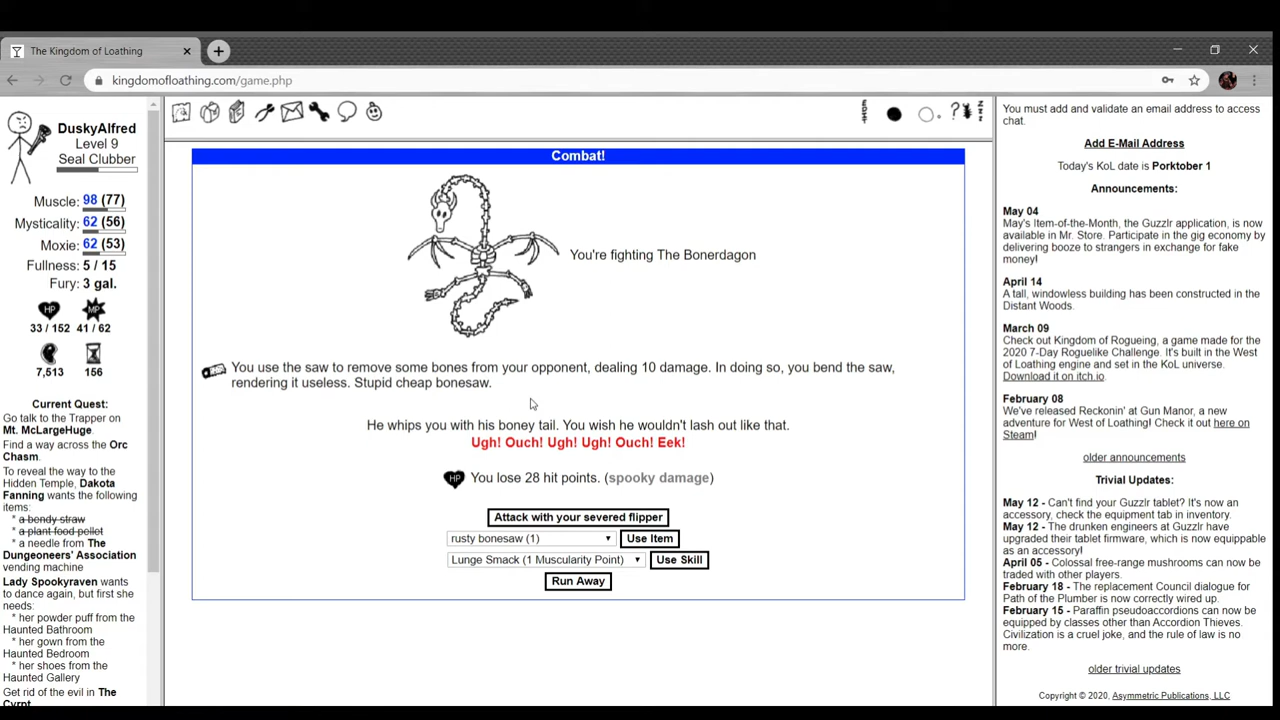 The Kingdom of Loathing
kingdomofloathing.com/game.php
DuskyAlfred
Level 9
Seal Clubber
Muscle: 98 (77)
Mysticality: 62 (56)
Moxie: 62 (53)
Fullness: 5 / 15
Fury: 3 gal.
HP MP
33 / 152 41 / 62
7,513 156
Current Quest:
Go talk to the Trapper on
Mt. McLargeHuge.
Find a way across the Orc
Chasm.
To reveal the way to the
Hidden Temple, Dakota
Fanning wants the following
items:
* a bendy straw
* a plant food pellet
* a needle from The
Dungeoneers' Association
vending machine
Lady Spookyraven wants
to dance again, but first she
needs:
* her powder puff from the
Haunted Bathroom
* her gown from the
Haunted Bedroom
* her shoes from the
Haunted Gallery
Get rid of the evil in The
Cyrpt
Combat!
You're fighting The Bonerdagon
You use the saw to remove some bones from your opponent, dealing 10 damage. In doing so, you bend the saw,
rendering it useless. Stupid cheap bonesaw.
He whips you with his boney tail. You wish he wouldn't lash out like that.
Ugh! Ouch! Ugh! Ugh! Ouch! Eek!
HP You lose 28 hit points. (spooky damage)
Attack with your severed flipper
rusty bonesaw (1) Use Item
Lunge Smack (1 Muscularity Point) Use Skill
Run Away
You must add and validate an email address to access
chat.
Add E-Mail Address
Today's KoL date is Porktober 1
Announcements:
May 04
May's Item-of-the-Month, the Guzzlr application, is now
available in Mr. Store. Participate in the gig economy by
delivering booze to strangers in exchange for fake
money!
April 14
A tall, windowless building has been constructed in the
Distant Woods.
March 09
Check out Kingdom of Rogueing, a game made for the
2020 7-Day Roguelike Challenge. It's built in the West
of Loathing engine and set in the KoL universe.
Download it on itch.io.
February 08
We've released Reckonin' at Gun Manor, a new
adventure for West of Loathing! Check it out here on
Steam!
older announcements
Trivial Updates:
May 12 - Can't find your Guzzlr tablet? It's now an
accessory, check the equipment tab in inventory.
May 12 - The drunken engineers at Guzzlr have
upgraded their tablet firmware, which is now equippable
as an accessory!
April 05 - Colossal free-range mushrooms can now be
traded with other players.
February 18 - The replacement Council dialogue for
Path of the Plumber is now correctly wired up.
February 15 - Paraffin pseudoaccordions can now be
equipped by classes other than Accordion Thieves.
Civilization is a cruel joke, and the rule of law is no
more.
older trivial updates
Copyright © 2020, Asymmetric Publications, LLC